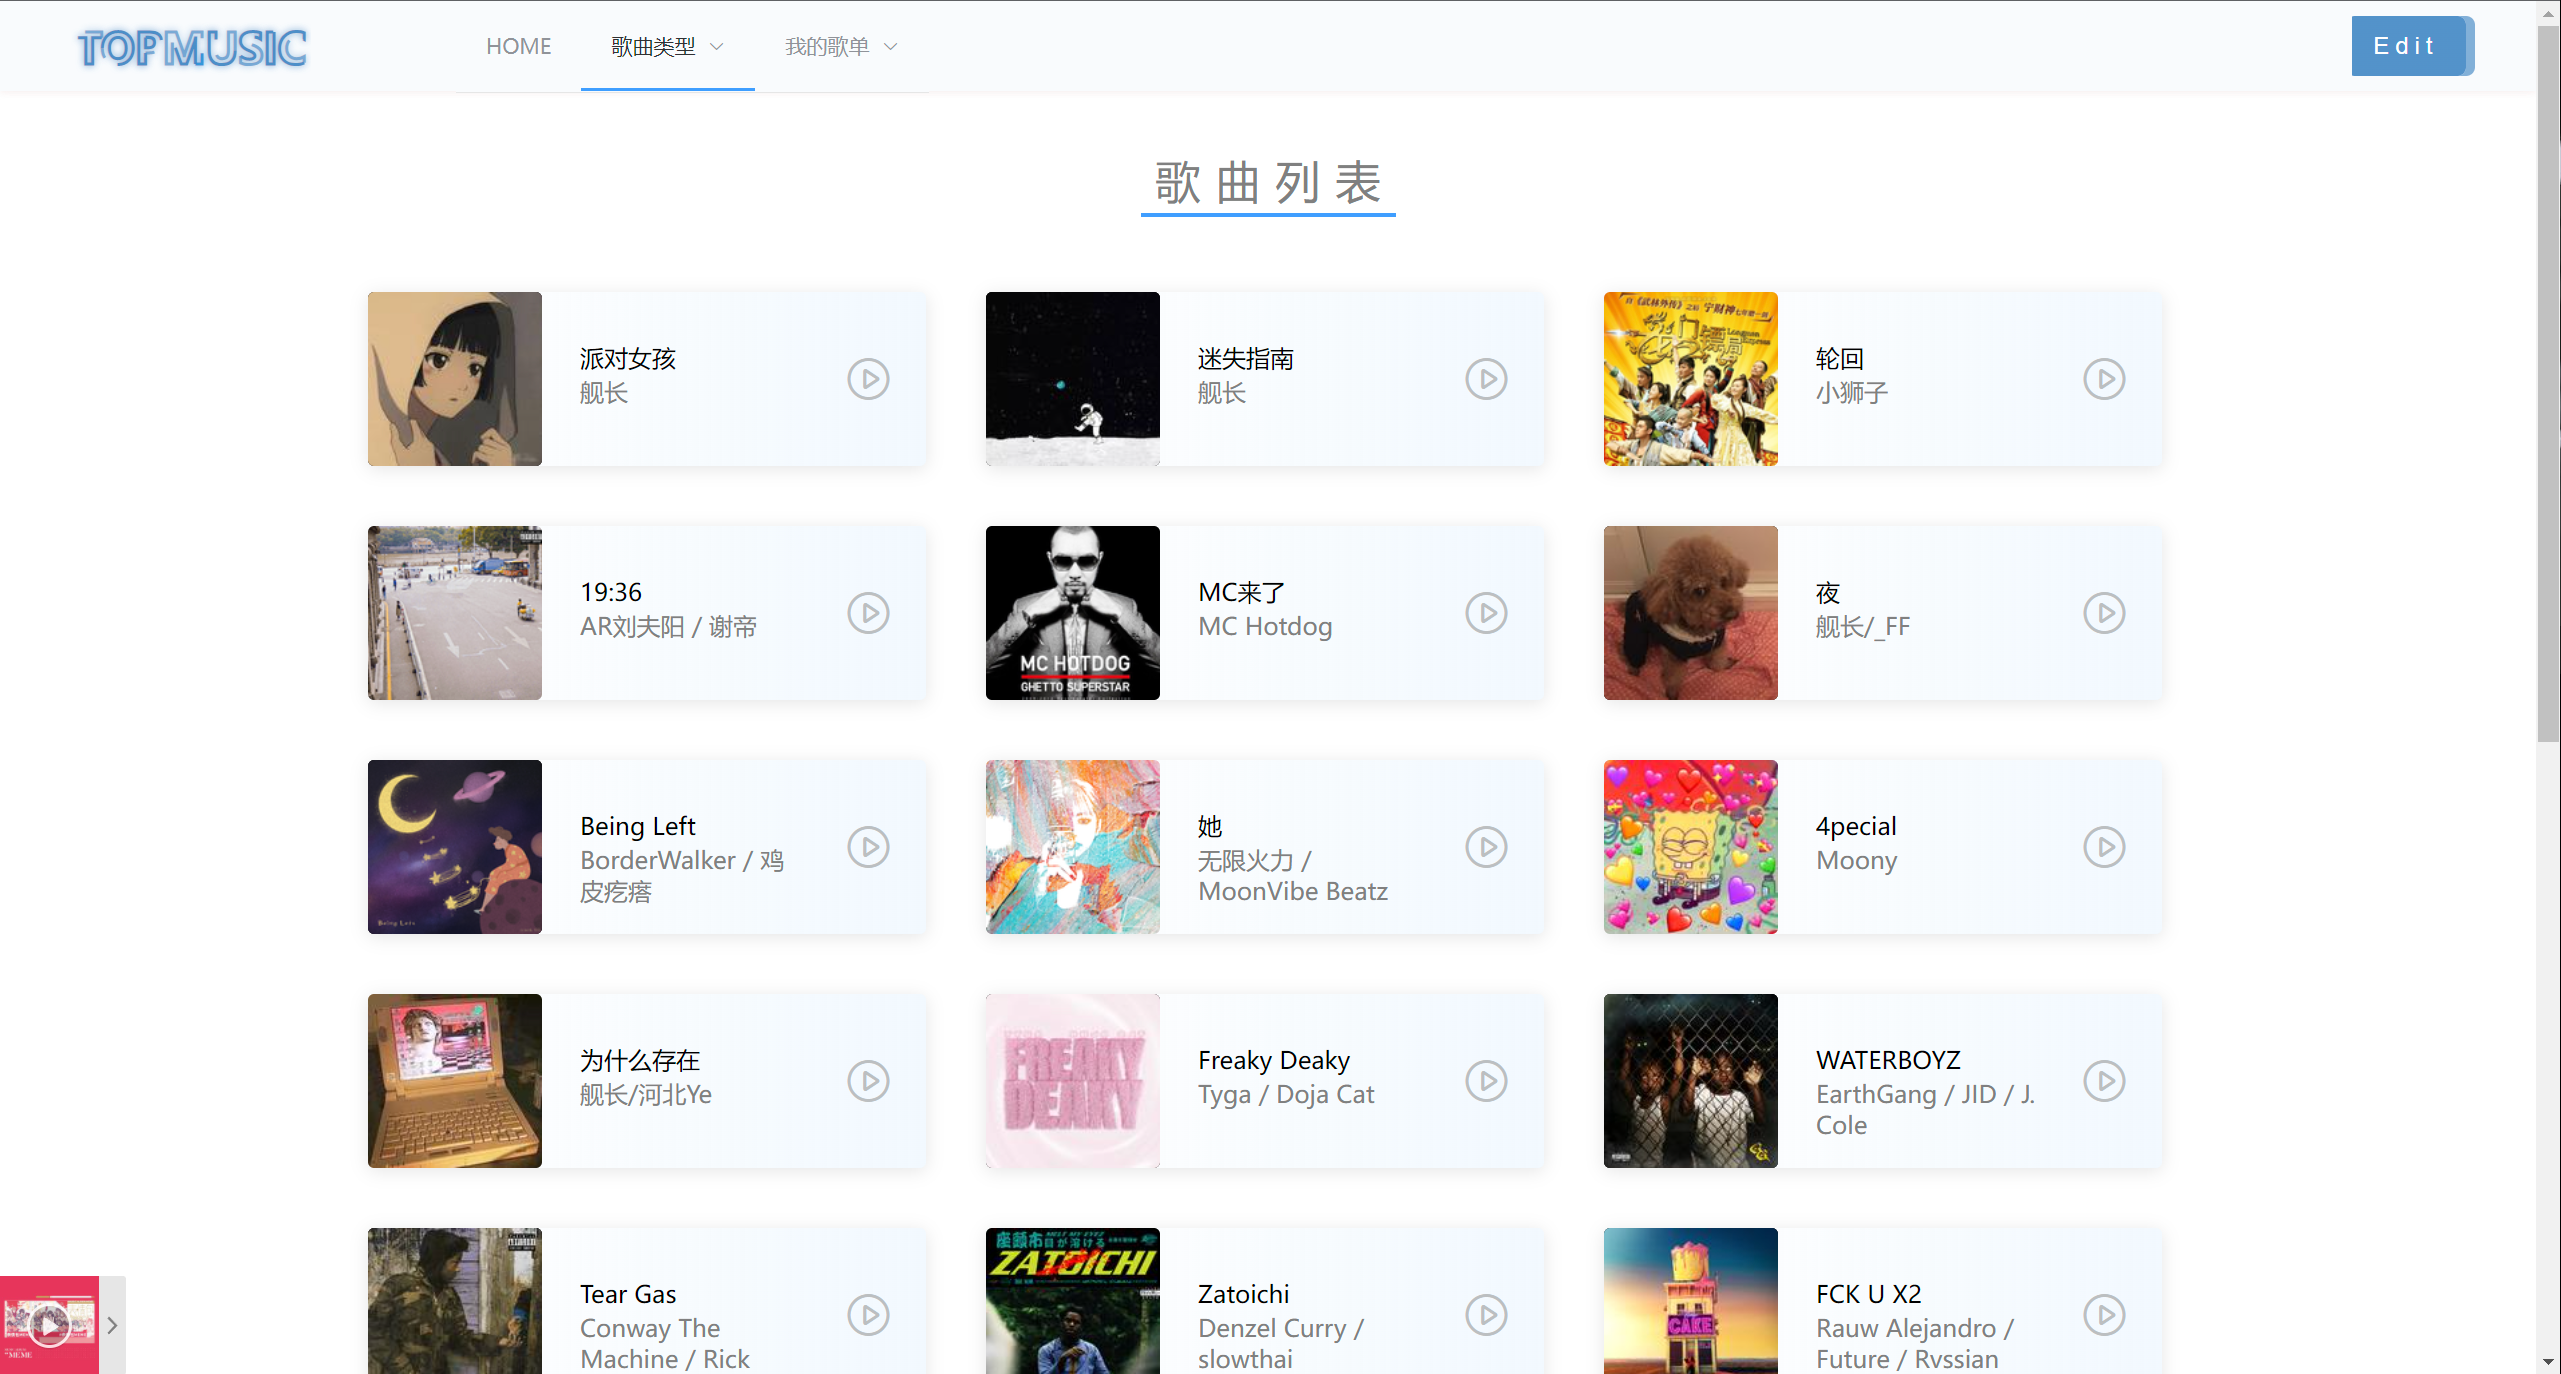 TOPMUSIC
HOME
歌曲类型
我的歌单
Edit
歌曲列表
派对女孩
舰长
迷失指南
舰长
轮回
小狮子
19:36
AR刘夫阳 / 谢帝
MC来了
MC Hotdog
MC HOTDOG
GHETTO SUPERSTAR
夜
舰长/_FF
Being Left
BorderWalker / 鸡
皮疙瘩
Being Left
她
无限火力 /
MoonVibe Beatz
4pecial
Moony
为什么存在
舰长/河北Ye
FREAKY
DEAKY
Freaky Deaky
Tyga / Doja Cat
WATERBOYZ
EarthGang / JID / J.
Cole
Tear Gas
Conway The
Machine / Rick
ZATOICHI
Zatoichi
Denzel Curry /
slowthai
CAKE
FCK U X2
Rauw Alejandro /
Future / Rvssian
MEME